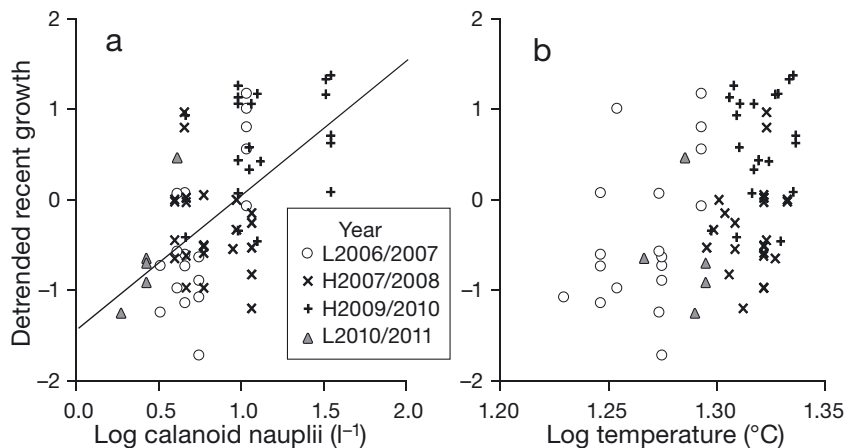 a
b
Detrended recent growth
2
1
0
−1
−2
0.0 0.5 1.0 1.5 2.0
Log calanoid nauplii (l⁻¹)
Year
L2006/2007
H2007/2008
H2009/2010
L2010/2011
2
1
0
−1
−2
1.20 1.25 1.30 1.35
Log temperature (°C)